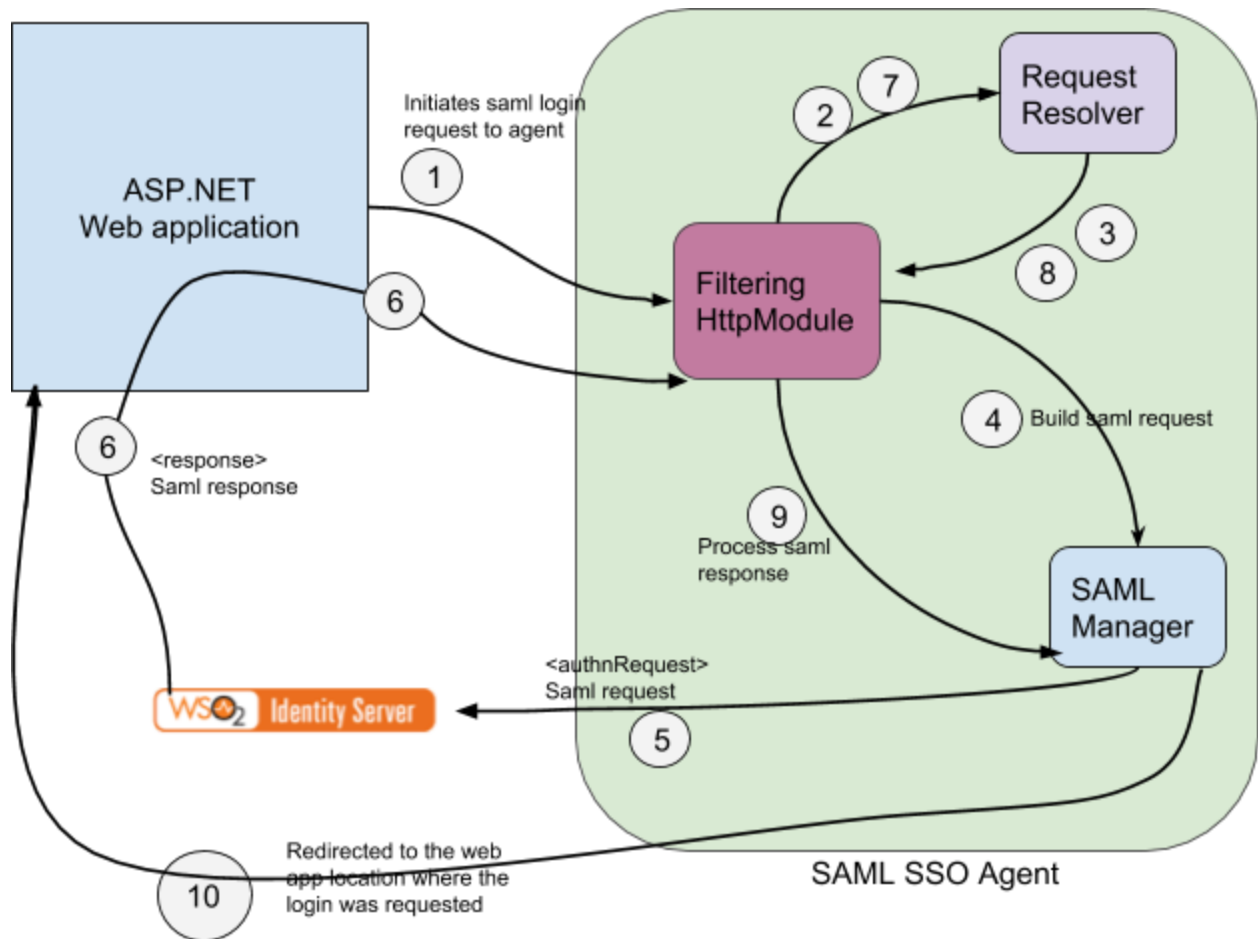 ASP.NET
Web application
Initiates saml login
request to agent
1
2
7
Request
Resolver
3
8
Filtering
HttpModule
6
4
Build saml request
6
<response>
Saml response
9
Process saml
response
SAML
Manager
<authnRequest>
Saml request
5
WSO2 Identity Server
Redirected to the web
app location where the
login was requested
10
SAML SSO Agent